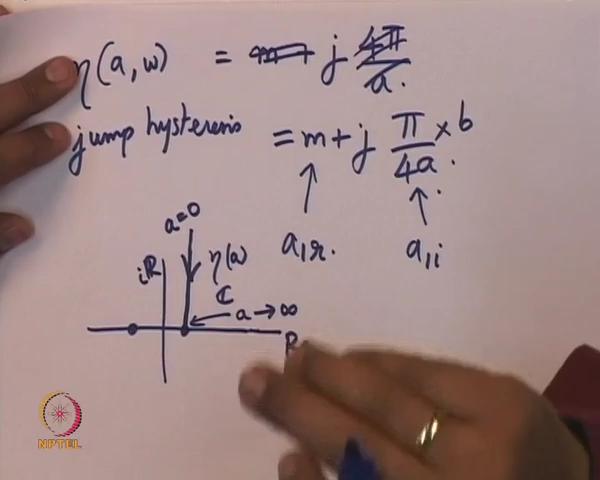 η(a, w) = m+ j 4π/a.
jump hysteresis = m + j π/4a × b
a₁r. a₁i
a=0
iR η(a)
ℂ
a → ∞
R
NPTEL